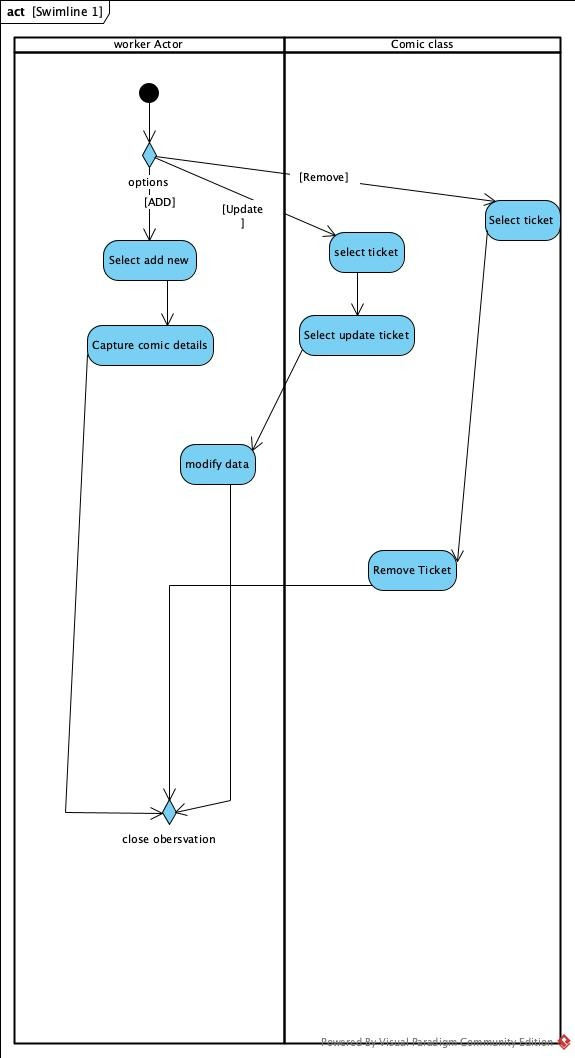 act [Swimline 1]
worker Actor
Comic class
options
[ADD]
[Update
]
[Remove]
Select ticket
select ticket
Select add new
Select update ticket
Capture comic details
modify data
Remove Ticket
close obersvation
Powered By Visual Paradigm Community Edition